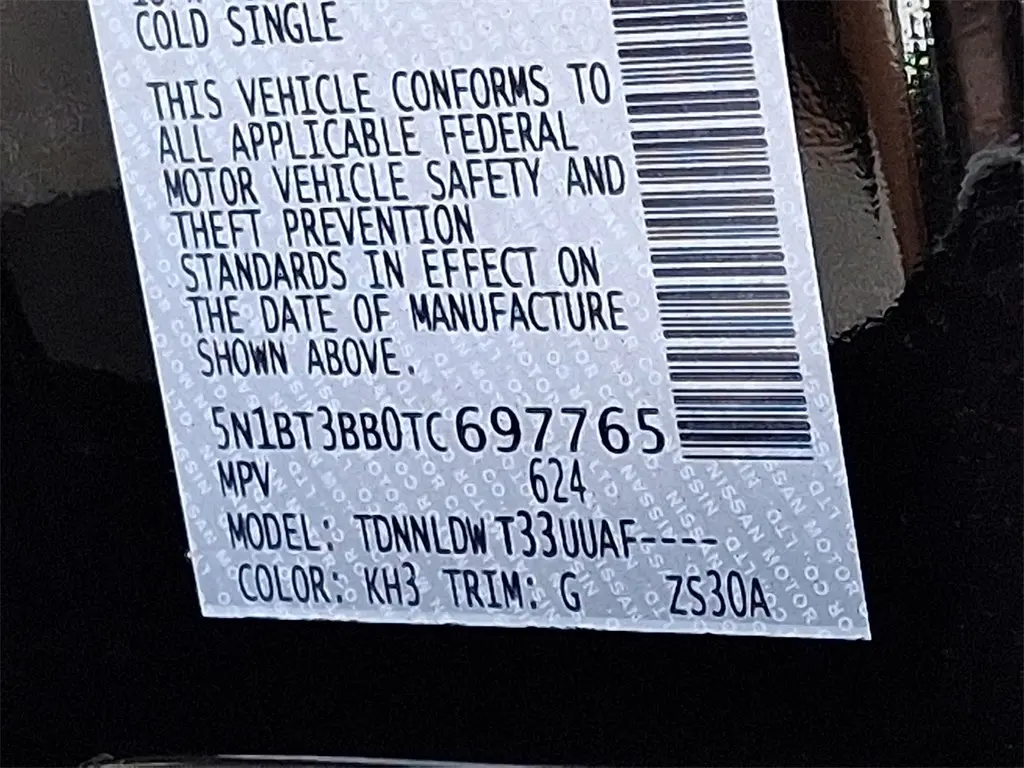 COLD SINGLE
THIS VEHICLE CONFORMS TO
ALL APPLICABLE FEDERAL
MOTOR VEHICLE SAFETY AND
THEFT PREVENTION
STANDARDS IN EFFECT ON
THE DATE OF MANUFACTURE
SHOWN ABOVE.
5N1BT3BB0TC697765
MPV 624
MODEL: TDNNLDW T33UUAF----
COLOR: KH3 TRIM: G ZS30A